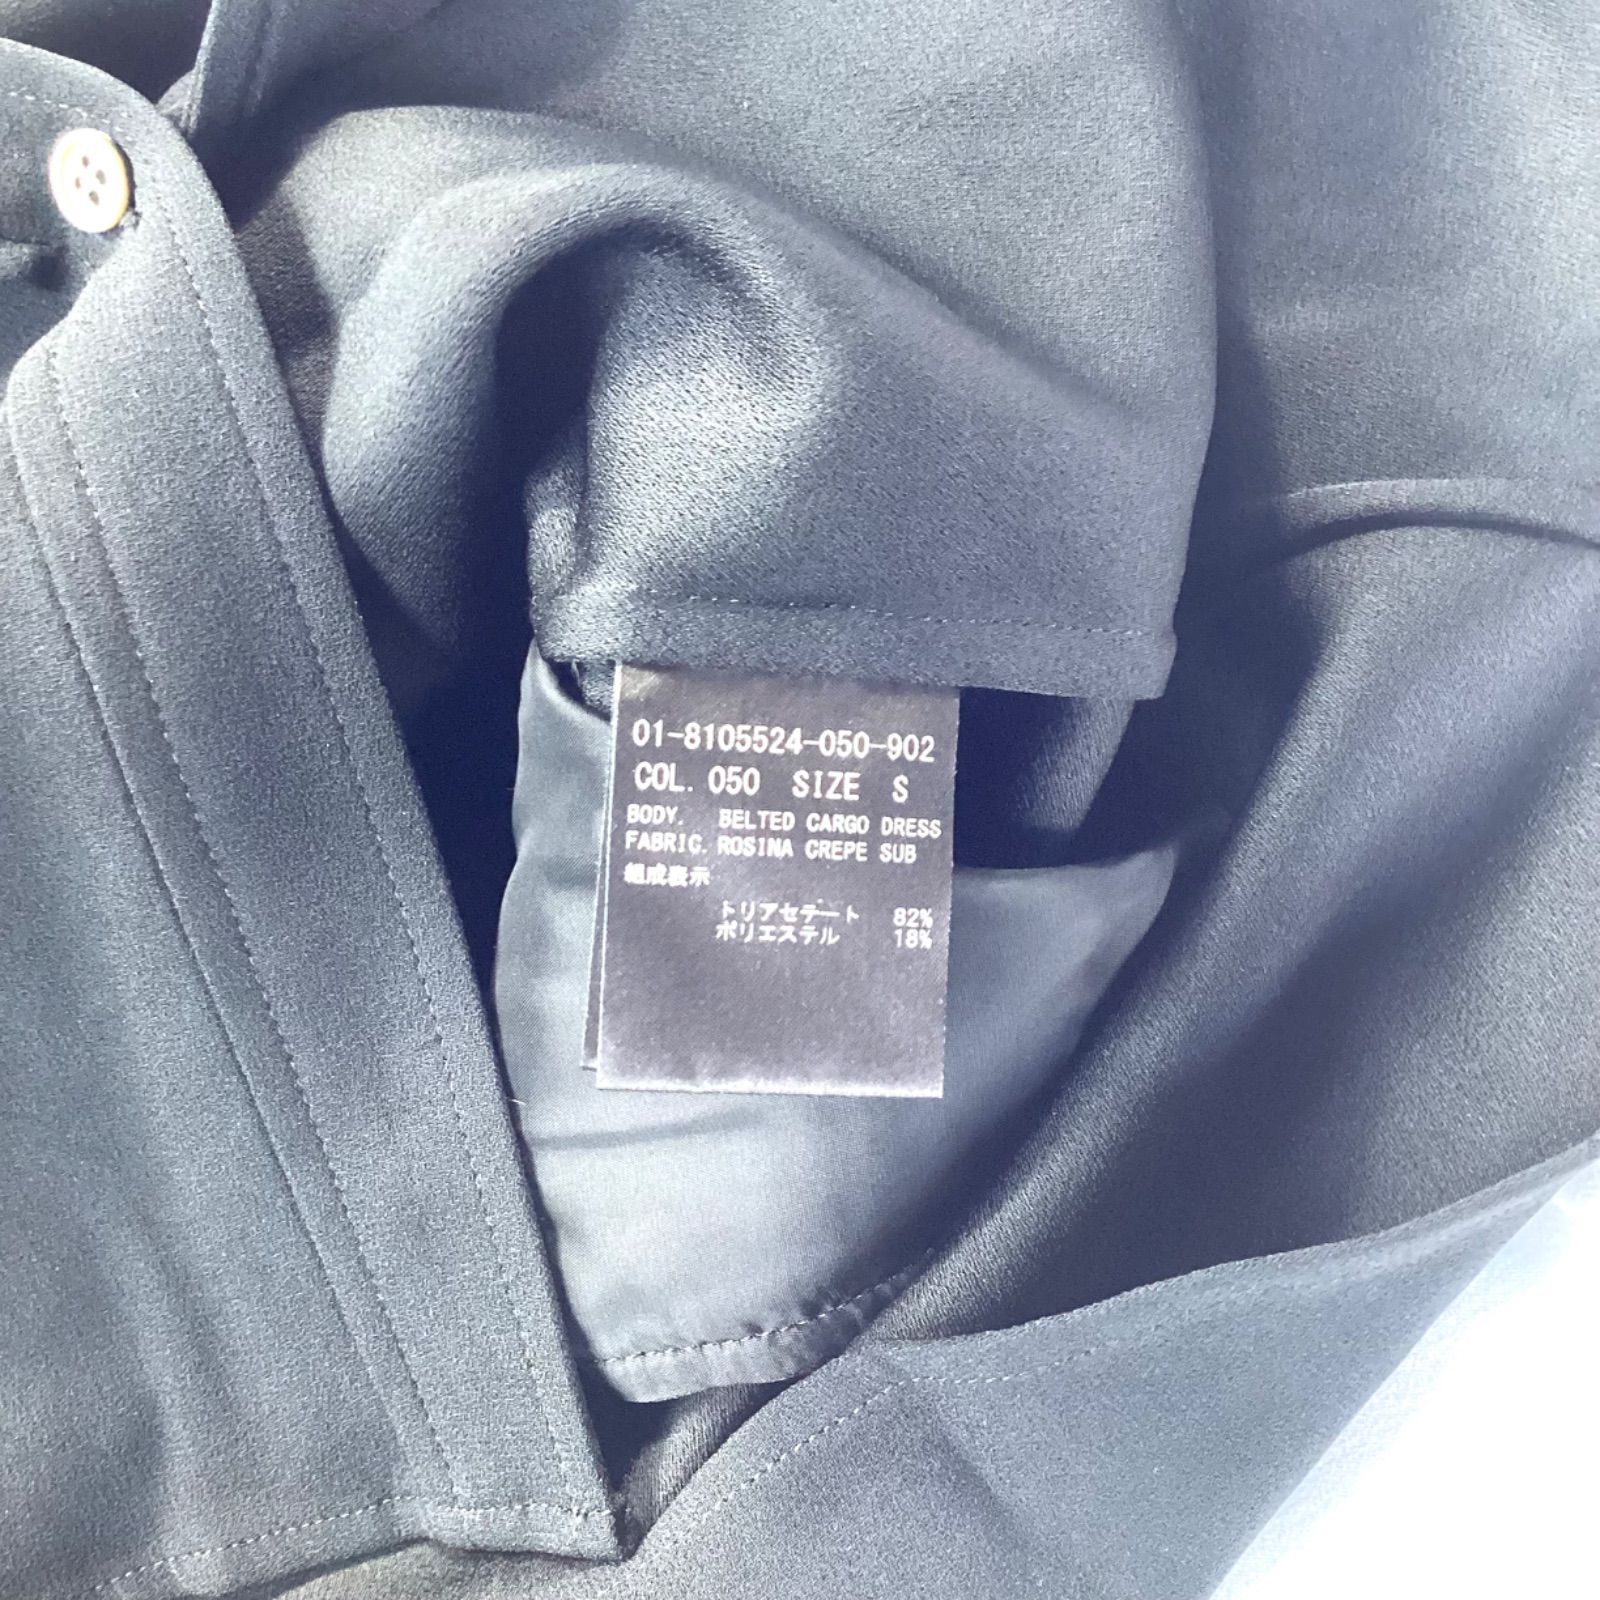 01-8105524-050-902
COL. 050 SIZE S
BODY. BELTED CARGO DRESS
FABRIC. ROSINA CREPE SUB
組成表示
トリアセテート 82%
ポリエステル 18%